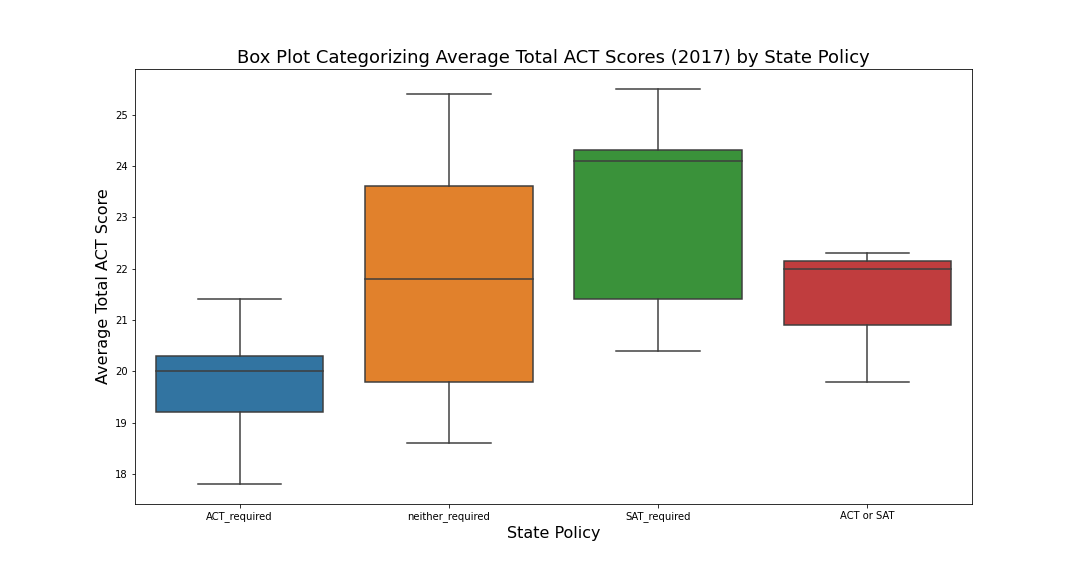 Box Plot Categorizing Average Total ACT Scores (2017) by State Policy
Average Total ACT Score
25
24
23
22
21
20
19
18
ACT_required neither_required SAT_required ACT or SAT
State Policy